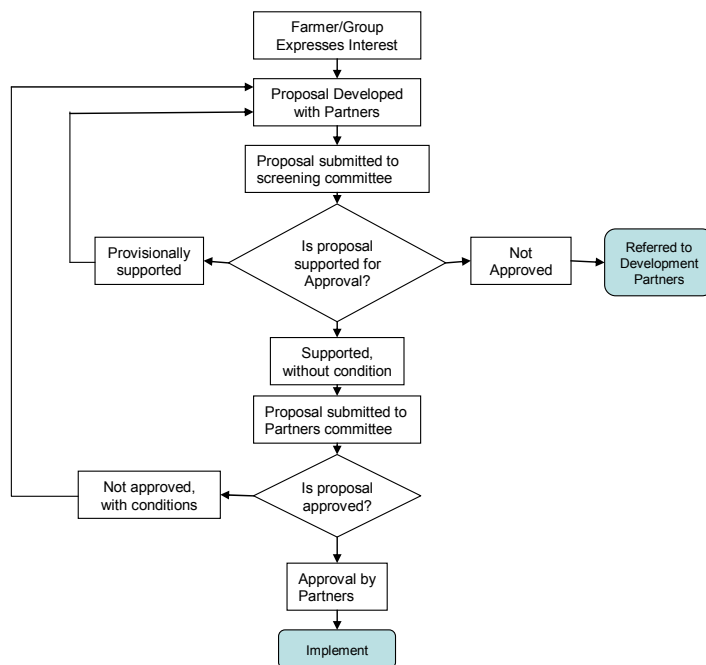 Farmer/Group
Expresses Interest
Proposal Developed
with Partners
Proposal submitted to
screening committee
Provisionally
supported
Is proposal
supported for
Approval?
Not
Approved
Referred to
Development
Partners
Supported,
without condition
Proposal submitted to
Partners committee
Not approved,
with conditions
Is proposal
approved?
Approval by
Partners
Implement